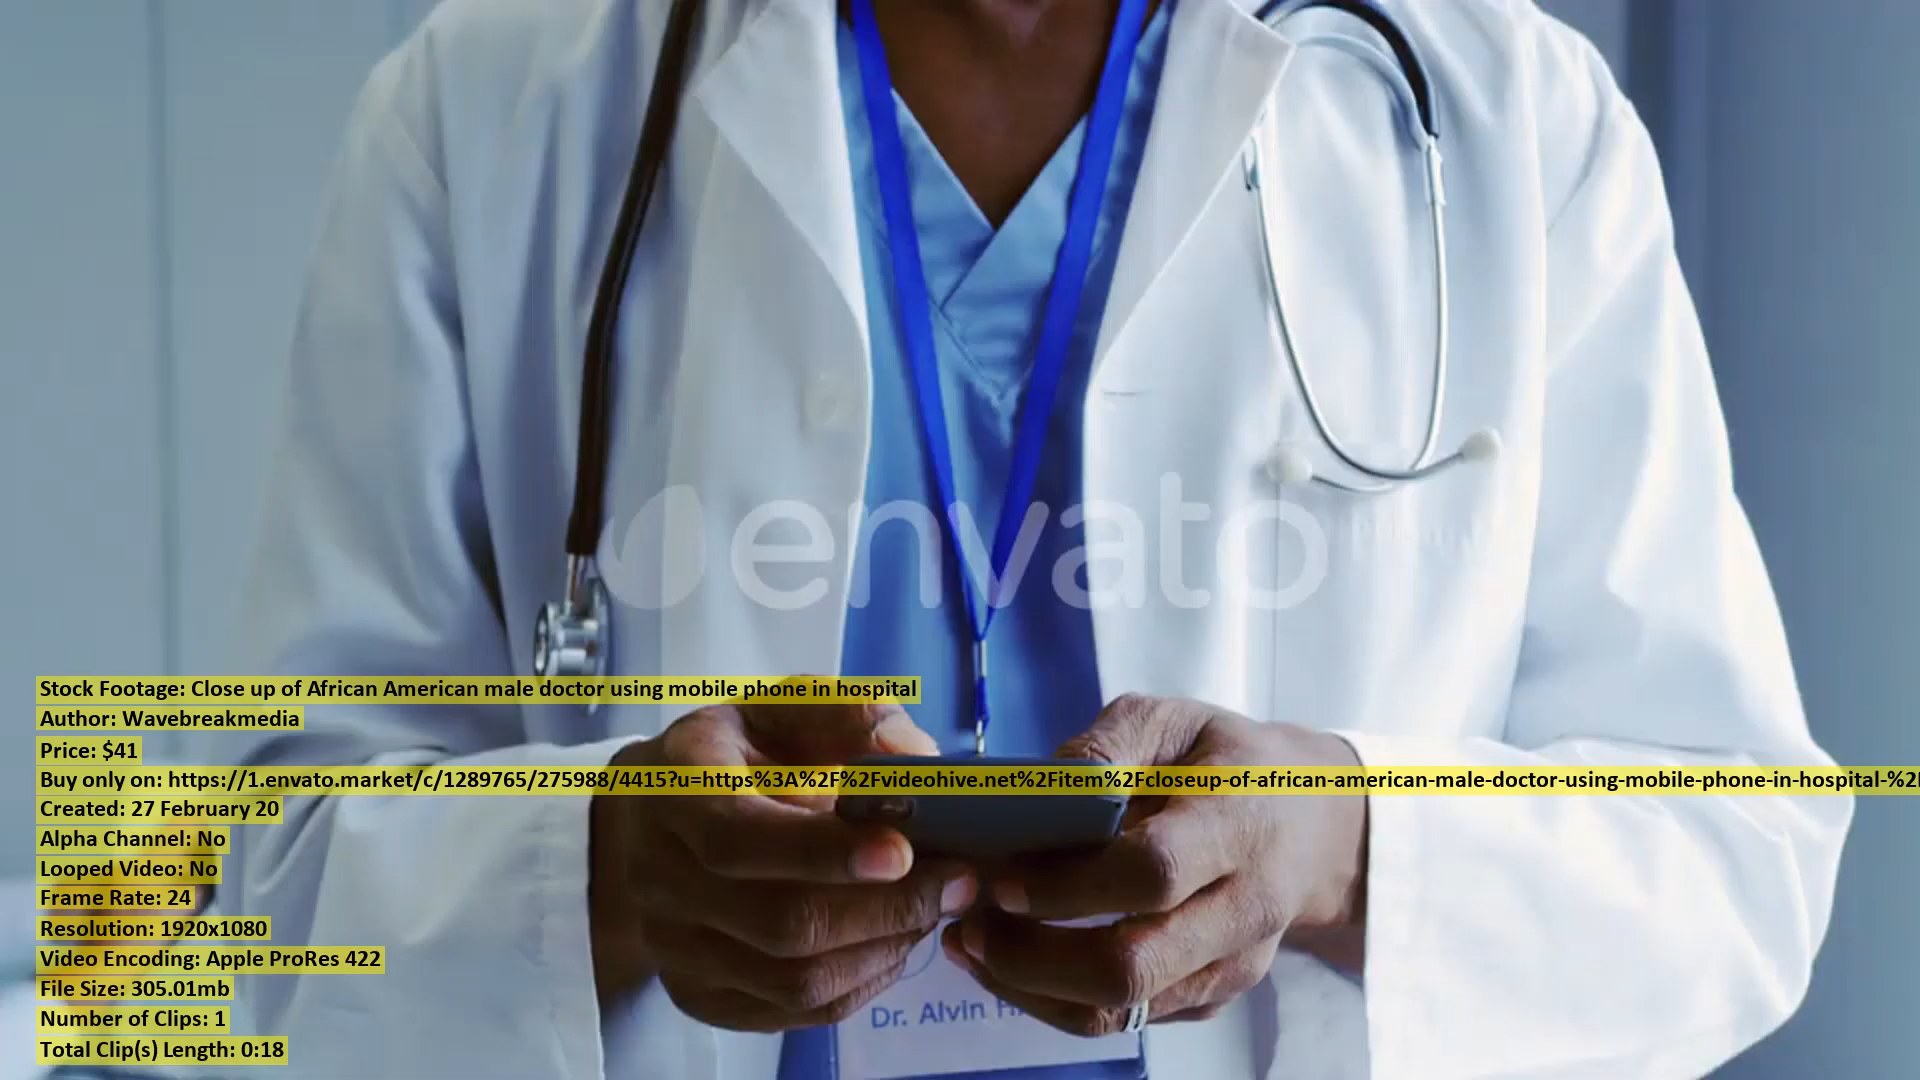 envato
Stock Footage: Close up of African American male doctor using mobile phone in hospital
Author: Wavebreakmedia
Price: $41
Buy only on: https://1.envato.market/c/1289765/275988/4415?u=https%3A%2F%2Fvideohive.net%2Fitem%2Fcloseup-of-african-american-male-doctor-using-mobile-phone-in-hospital-%2F
Created: 27 February 20
Alpha Channel: No
Looped Video: No
Frame Rate: 24
Resolution: 1920x1080
Video Encoding: Apple ProRes 422
File Size: 305.01mb
Number of Clips: 1
Total Clip(s) Length: 0:18
Dr. Alvin